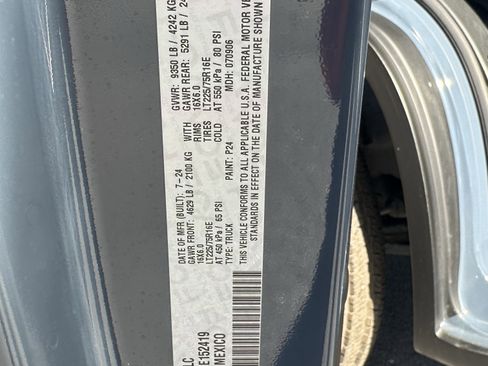 GVWR: 9350 LB / 4242 KG
DATE OF MFR (BUILT): 7-24 GAWR REAR: 5291 LB /
GAWR FRONT: 4629 LB / 2100 KG WITH 16X6.0
16X6.0 RIMS LT225/75R16E
LT225/75R16E TIRES AT 550 kPa / 80 PSI
AT 450 kPa / 65 PSI COLD MDH: 070906
TYPE: TRUCK PAINT: P24
THIS VEHICLE CONFORMS TO ALL APPLICABLE U.S.A. FEDERAL MOTOR
STANDARDS IN EFFECT ON THE DATE OF MANUFACTURE SHOWN
LC
E152419
MEXICO